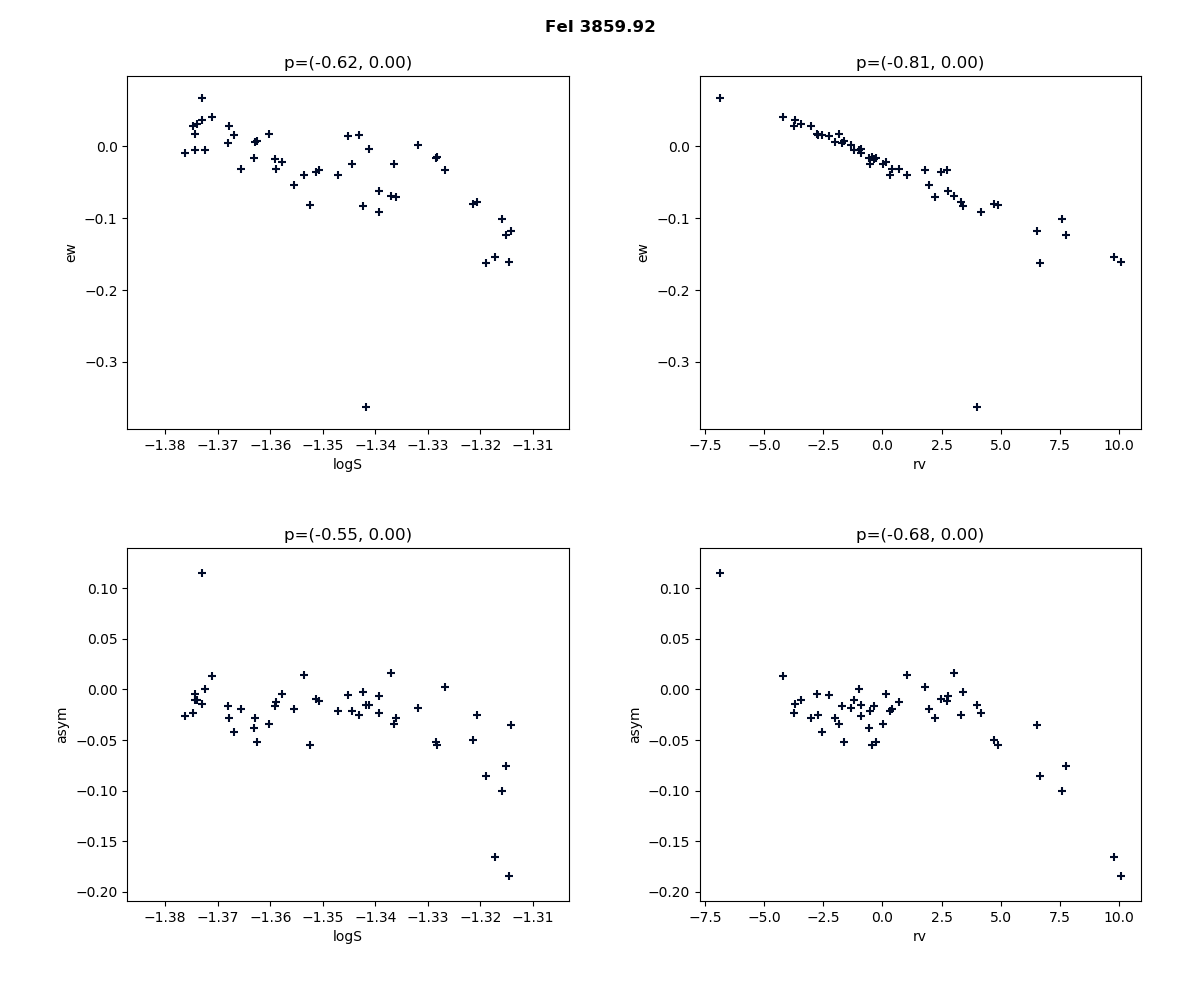 FeI 3859.92
p=(-0.62, 0.00)
p=(-0.81, 0.00)
0.0
−0.1
−0.2
−0.3
ew
−1.38 −1.37 −1.36 −1.35 −1.34 −1.33 −1.32 −1.31
logS
0.0
−0.1
−0.2
−0.3
ew
−7.5 −5.0 −2.5 0.0 2.5 5.0 7.5 10.0
rv
p=(-0.55, 0.00)
p=(-0.68, 0.00)
0.10
0.05
0.00
−0.05
−0.10
−0.15
−0.20
asym
−1.38 −1.37 −1.36 −1.35 −1.34 −1.33 −1.32 −1.31
logS
0.10
0.05
0.00
−0.05
−0.10
−0.15
−0.20
asym
−7.5 −5.0 −2.5 0.0 2.5 5.0 7.5 10.0
rv